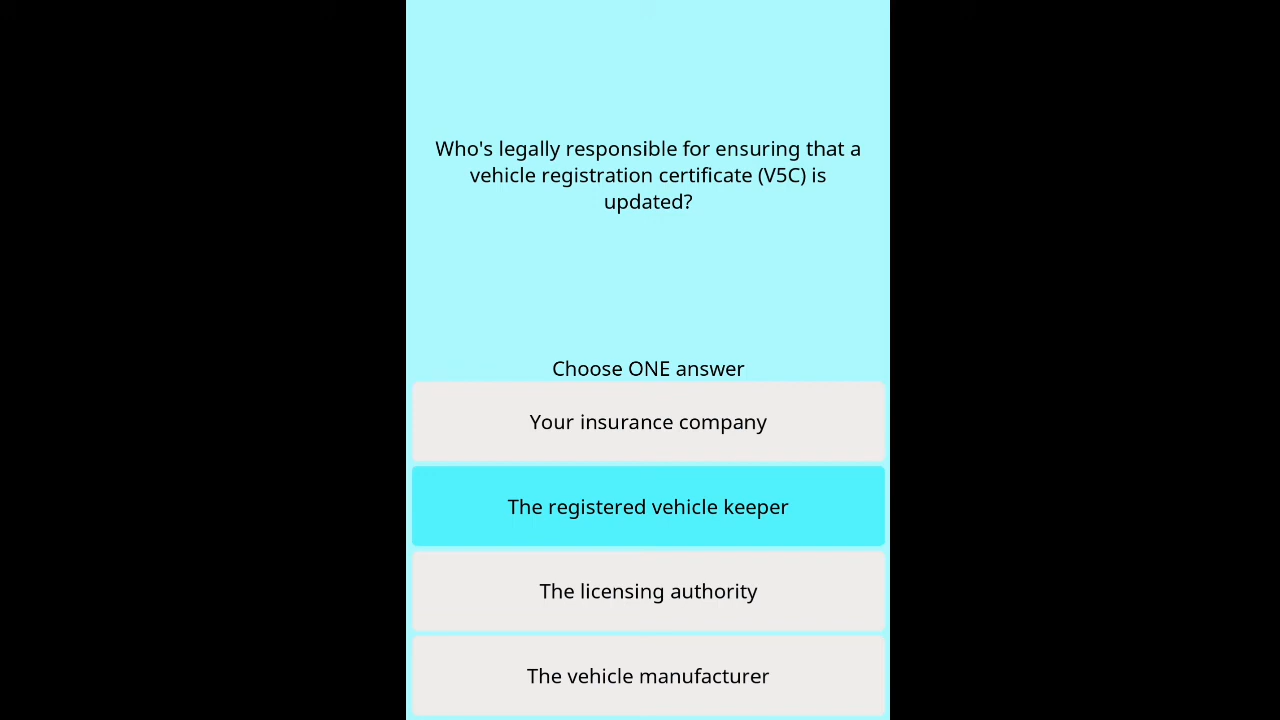 Who's legally responsible for ensuring that a
vehicle registration certificate (V5C) is
updated?
Choose ONE answer
Your insurance company
The registered vehicle keeper
The licensing authority
The vehicle manufacturer